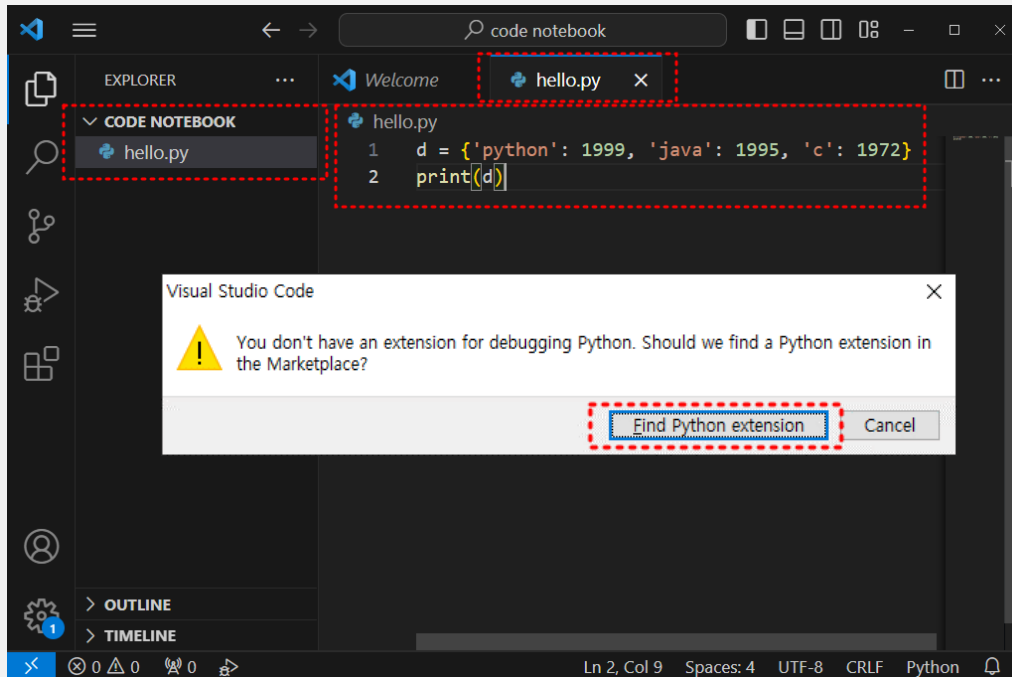 code notebook
EXPLORER ...
Welcome
hello.py
CODE NOTEBOOK
hello.py
hello.py
1 d = {'python': 1999, 'java': 1995, 'c': 1972}
2 print(d)
Visual Studio Code
You don't have an extension for debugging Python. Should we find a Python extension in
the Marketplace?
Find Python extension Cancel
OUTLINE
1
TIMELINE
0 0 0 Ln 2, Col 9 Spaces: 4 UTF-8 CRLF Python